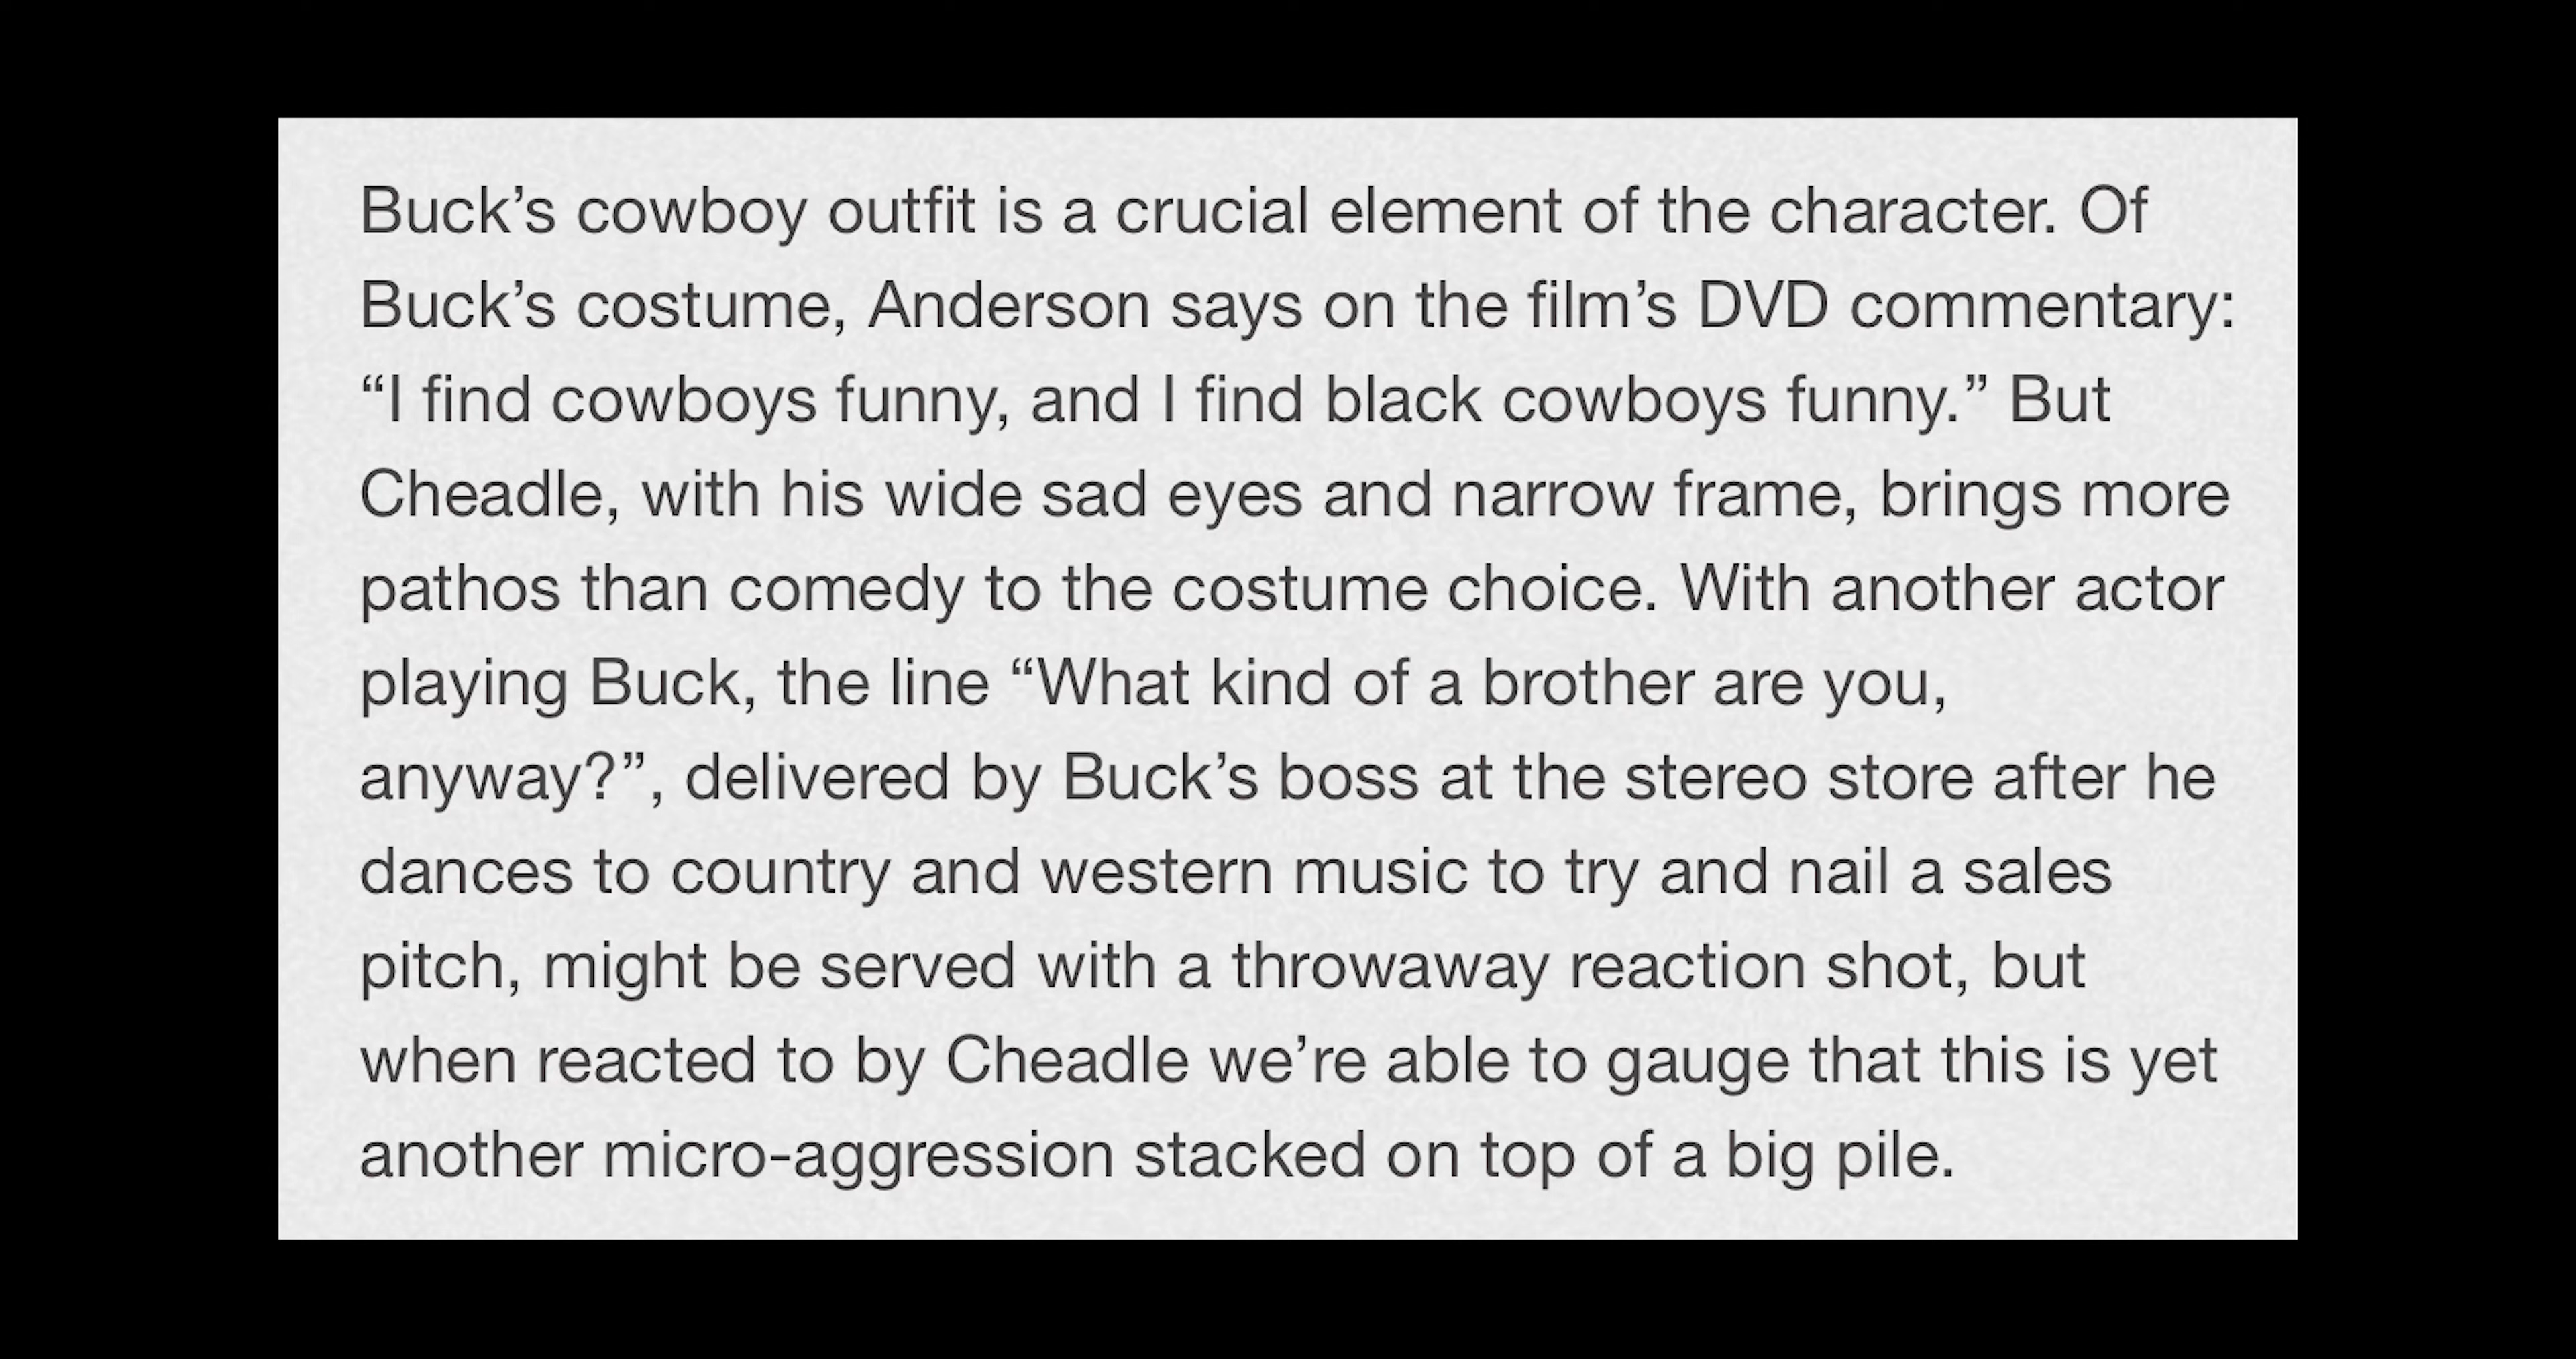 Buck’s cowboy outfit is a crucial element of the character. Of
Buck’s costume, Anderson says on the film’s DVD commentary:
“I find cowboys funny, and I find black cowboys funny.” But
Cheadle, with his wide sad eyes and narrow frame, brings more
pathos than comedy to the costume choice. With another actor
playing Buck, the line “What kind of a brother are you,
anyway?”, delivered by Buck’s boss at the stereo store after he
dances to country and western music to try and nail a sales
pitch, might be served with a throwaway reaction shot, but
when reacted to by Cheadle we’re able to gauge that this is yet
another micro-aggression stacked on top of a big pile.